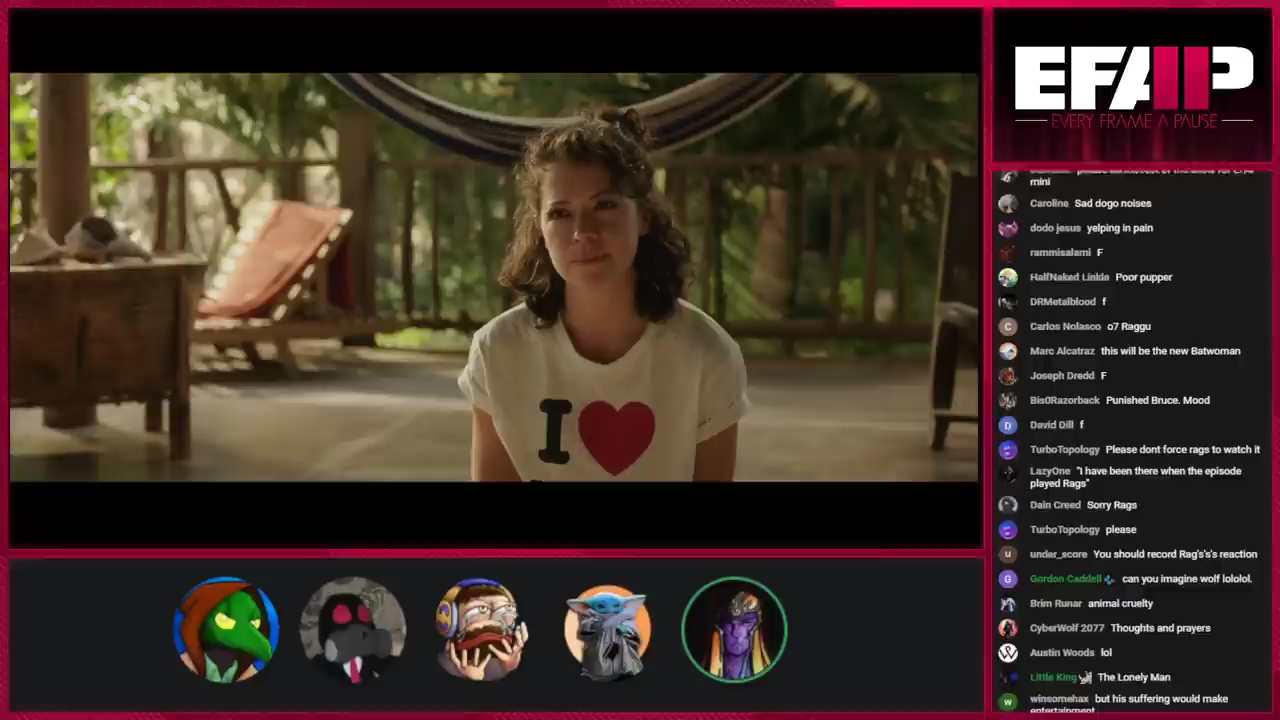 I
EFAP
EVERY FRAME A PAUSE
mini
Caroline Sad dogo noises
dodo jesus yelping in pain
rammisalami F
HalfNaked Linkle Poor pupper
DRMetalblood f
C Carlos Nolasco o7 Raggu
Marc Alcatraz this will be the new Batwoman
Joseph Dredd F
Bis0Razorback Punished Bruce. Mood
D David Dill f
TurboTopology Please dont force rags to watch it
LazyOne "I have been there when the episode
played Rags"
Dain Creed Sorry Rags
TurboTopology please
u under_score You should record Rag's's's reaction
G Gordon Caddell can you imagine wolf lololol.
Brim Runar animal cruelty
CyberWolf 2077 Thoughts and prayers
Austin Woods lol
Little King The Lonely Man
w winsomehax but his suffering would make
entertainment